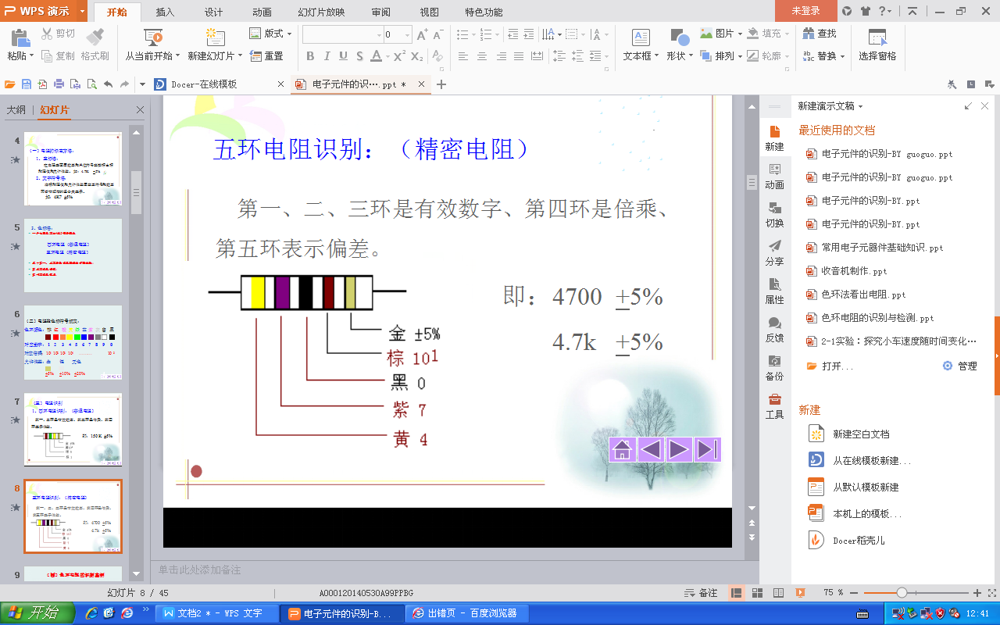 WPS 演示
开始
插入
设计
动画
幻灯片放映
审阅
视图
特色功能
未登录
粘贴
剪切
复制
格式刷
从当前开始
新建幻灯片
版式
重置
0
B I U S A X² X₂
文本框
形状
图片
排列
填充
轮廓
查找
替换
选择窗格
Docer-在线模板
电子元件的识···.ppt *
大纲
幻灯片
4
5
6
7
8
9
五环电阻识别：（精密电阻）
第一、二、三环是有效数字、第四环是倍乘、
第五环表示偏差。
即： 4700 ±5%
4.7k ±5%
金 ±5%
棕 10¹
黑 0
紫 7
黄 4
单击此处添加备注
新建
动画
切换
分享
属性
反馈
备份
工具
新建演示文稿
最近使用的文档
电子元件的识别-BY guoguo.ppt
电子元件的识别-BY guoguo.ppt
电子元件的识别-BY.ppt
电子元件的识别-BY.ppt
常用电子元器件基础知识.ppt
收音机制作.ppt
色环法看出电阻.ppt
色环电阻的识别与检测.ppt
2-1实验：探究小车速度随时间变化···
打开...
管理
新建
新建空白文档
从在线模板新建...
从默认模板新建
本机上的模板...
Docer稻壳儿
幻灯片 8 / 45
A000120140530A99PPBG
备注
75 %
开始
文档2 * - WPS 文字
电子元件的识别-B...
出错页 - 百度浏览器
12:41